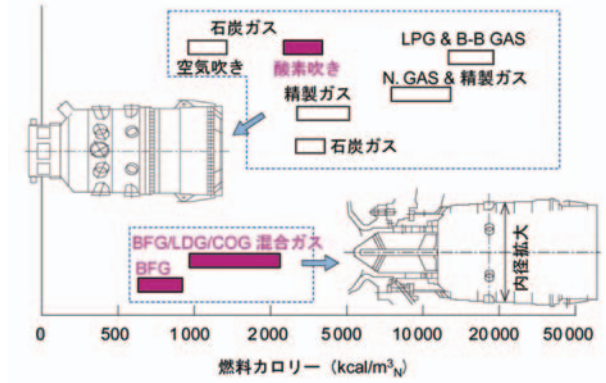 石炭ガス
空気吹き
酸素吹き
LPG & B-B GAS
N. GAS & 精製ガス
精製ガス
石炭ガス
BFG/LDG/COG 混合ガス
BFG
内径拡大
0 500 1 000 2 000 5 000 10 000 20 000 50 000
燃料カロリー（kcal/m³N）